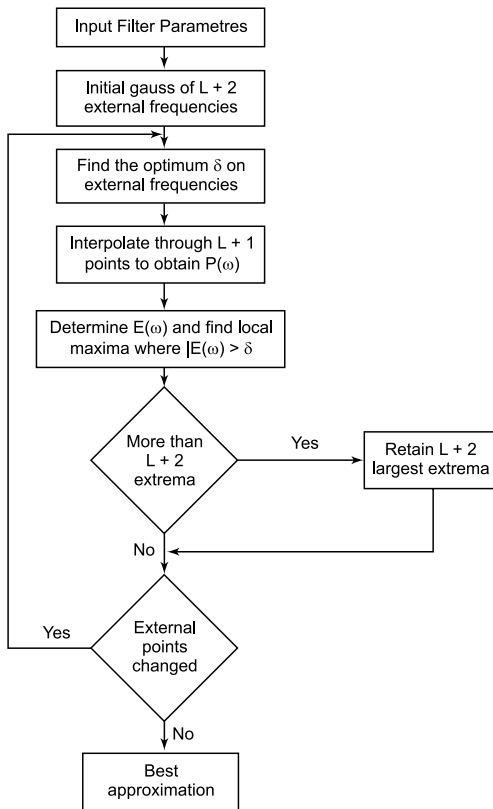 Input Filter Parametres
Initial gauss of L + 2
external frequencies
Find the optimum δ on
external frequencies
Interpolate through L + 1
points to obtain P(ω)
Determine E(ω) and find local
maxima where |E(ω) > δ
More than
L + 2
extrema
Yes
Retain L + 2
largest extrema
No
External
points
changed
Yes
No
Best
approximation